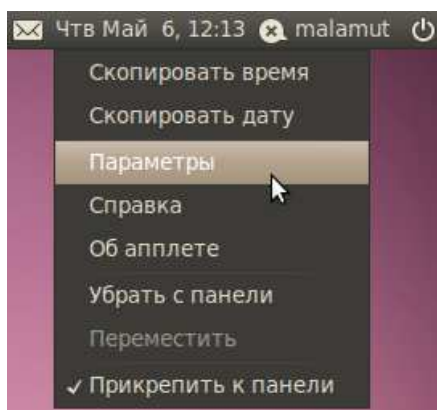 Чтв Май 6, 12:13 malamut
Скопировать время
Скопировать дату
Параметры
Справка
Об апплете
Убрать с панели
Переместить
Прикрепить к панели